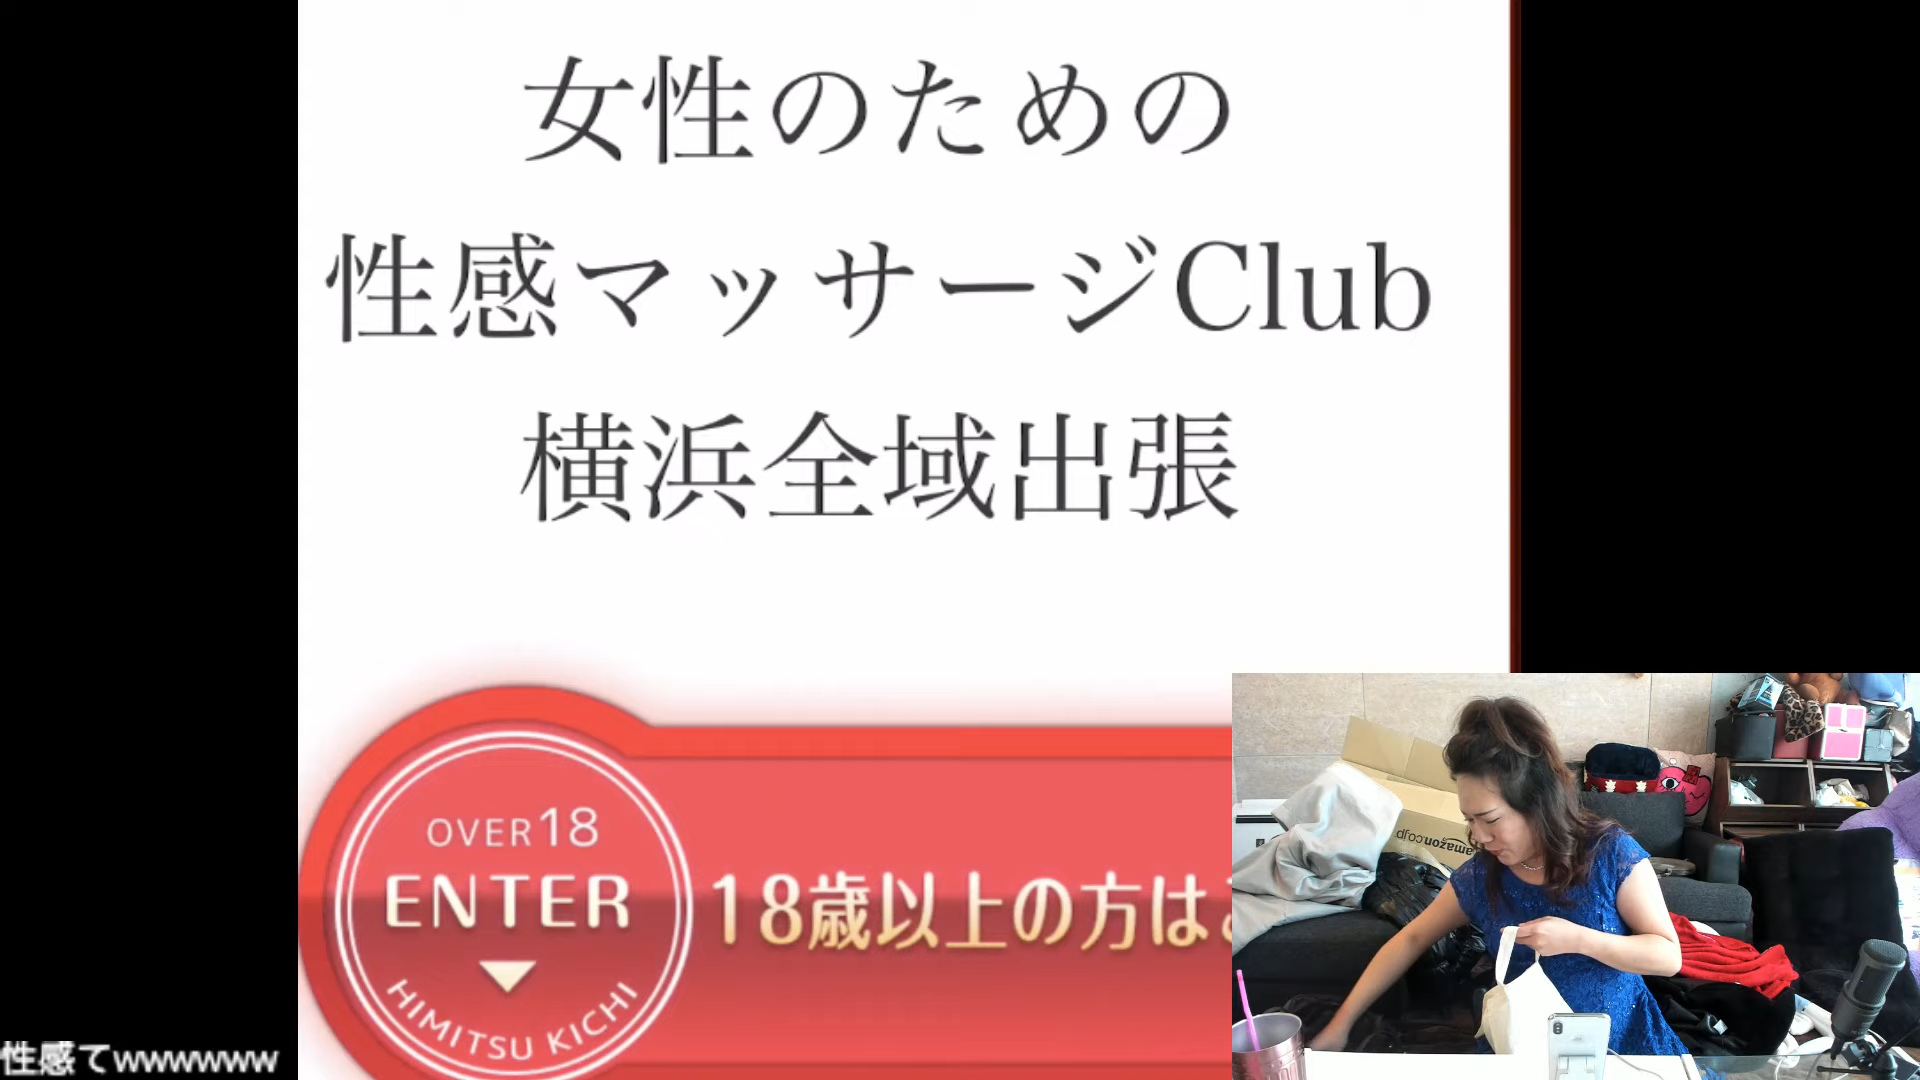 女性のための
性感マッサージClub
横浜全域出張
OVER18
ENTER
HIMITSU KICHI
18歳以上の方は
amazon.co.jp
性感てwwwwwww